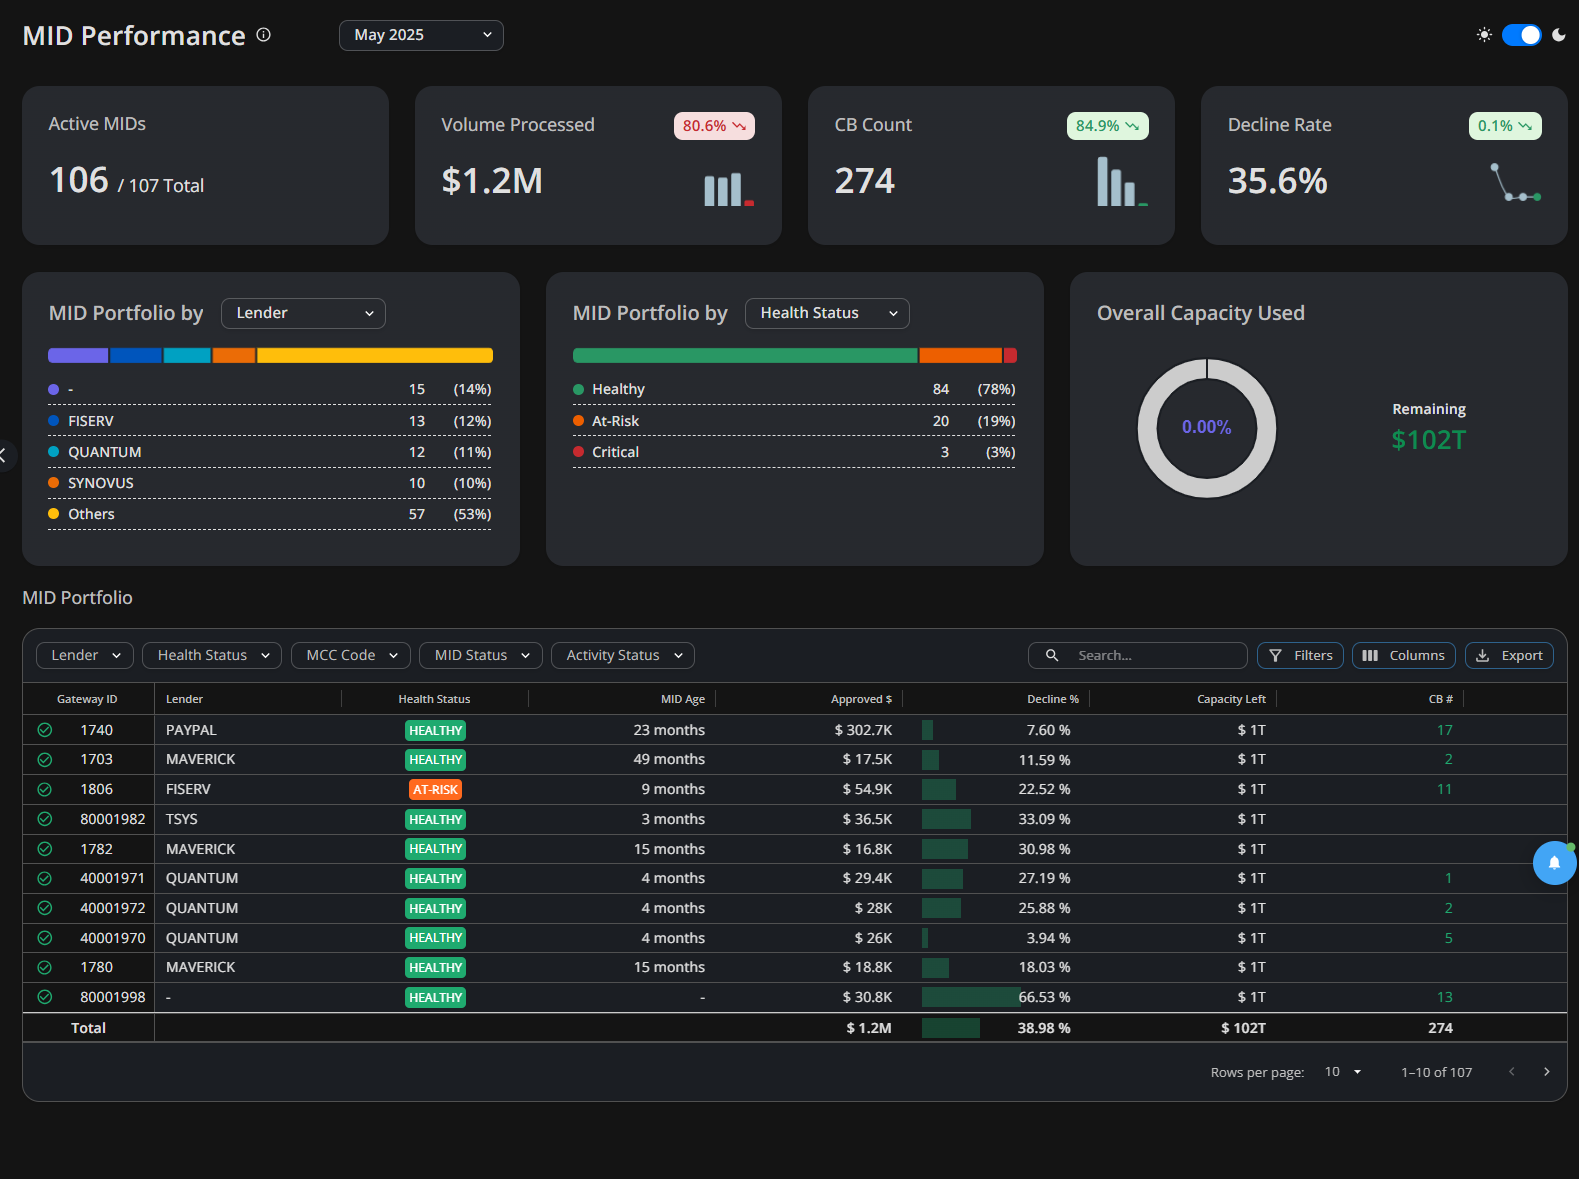 MID Performance
May 2025
Active MIDs
106 / 107 Total
Volume Processed
80.6%
$1.2M
CB Count
84.9%
274
Decline Rate
0.1%
35.6%
MID Portfolio by Lender
- 15 (14%)
FISERV 13 (12%)
QUANTUM 12 (11%)
SYNOVUS 10 (10%)
Others 57 (53%)
MID Portfolio by Health Status
Healthy 84 (78%)
At-Risk 20 (19%)
Critical 3 (3%)
Overall Capacity Used
0.00%
Remaining
$102T
MID Portfolio
Lender Health Status MCC Code MID Status Activity Status Search... Filters Columns Export
Gateway ID Lender Health Status MID Age Approved $ Decline % Capacity Left CB #
1740 PAYPAL HEALTHY 23 months $ 302.7K 7.60 % $ 1T 17
1703 MAVERICK HEALTHY 49 months $ 17.5K 11.59 % $ 1T 2
1806 FISERV AT-RISK 9 months $ 54.9K 22.52 % $ 1T 11
80001982 TSYS HEALTHY 3 months $ 36.5K 33.09 % $ 1T
1782 MAVERICK HEALTHY 15 months $ 16.8K 30.98 % $ 1T
40001971 QUANTUM HEALTHY 4 months $ 29.4K 27.19 % $ 1T 1
40001972 QUANTUM HEALTHY 4 months $ 28K 25.88 % $ 1T 2
40001970 QUANTUM HEALTHY 4 months $ 26K 3.94 % $ 1T 5
1780 MAVERICK HEALTHY 15 months $ 18.8K 18.03 % $ 1T
80001998 - HEALTHY - $ 30.8K 66.53 % $ 1T 13
Total $ 1.2M 38.98 % $ 102T 274
Rows per page: 10 1–10 of 107